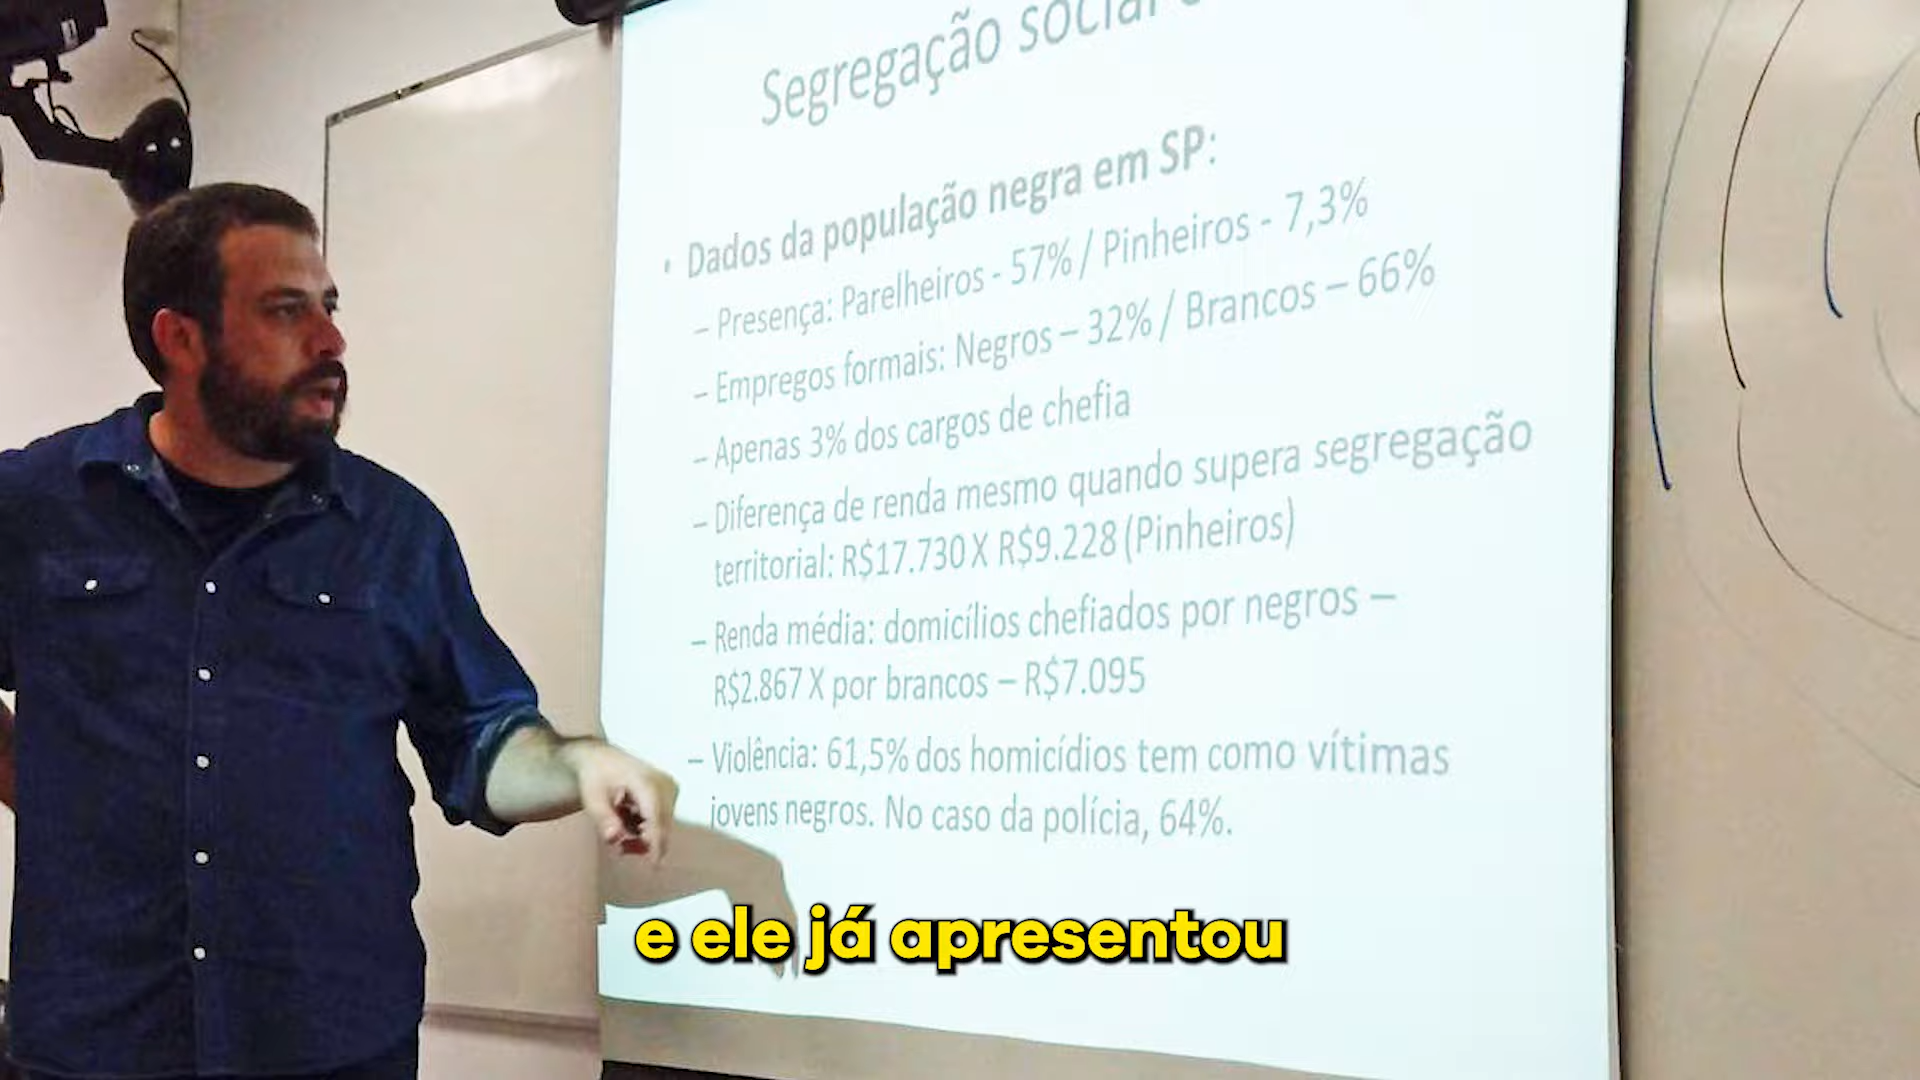 Segregação social
• Dados da população negra em SP:
– Presença: Parelheiros - 57% / Pinheiros - 7,3%
– Empregos formais: Negros – 32% / Brancos – 66%
– Apenas 3% dos cargos de chefia
– Diferença de renda mesmo quando supera segregação
territorial: R$17.730 X R$9.228 (Pinheiros)
– Renda média: domicílios chefiados por negros –
R$2.867 X por brancos – R$7.095
– Violência: 61,5% dos homicídios tem como vítimas
jovens negros. No caso da polícia, 64%.
e ele já apresentou